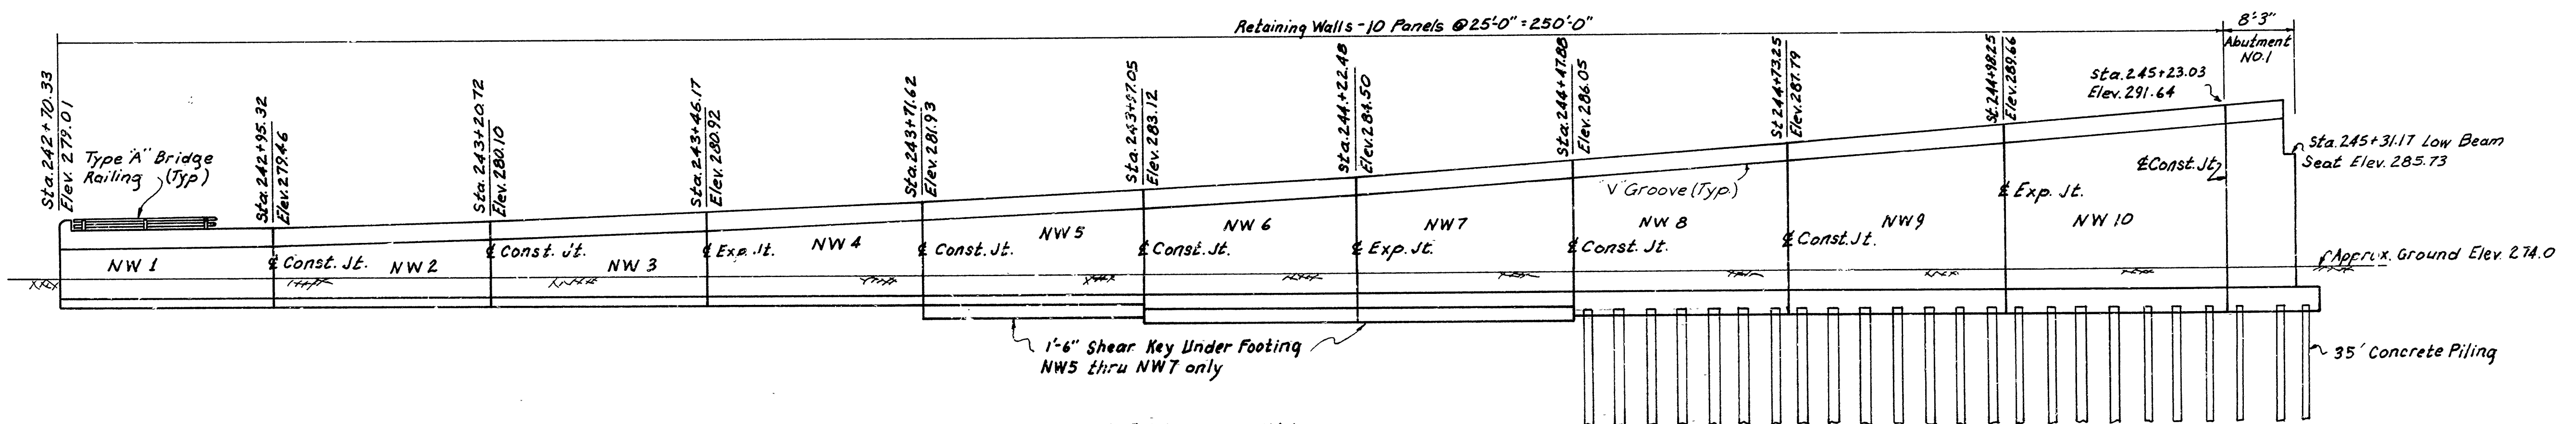 Retaining Walls - 10 Panels @ 25'-0" = 250'-0"
8'-3"
Abutment
NO.1
Sta. 242+70.33
Elev. 279.01
Sta. 242+95.32
Elev. 279.46
Sta. 243+20.72
Elev. 280.10
Sta. 243+46.17
Elev. 280.92
Sta. 243+71.62
Elev. 281.93
Sta. 243+97.05
Elev. 283.12
Sta. 244+22.48
Elev. 284.50
Sta. 244+47.88
Elev. 286.05
St. 244+73.25
Elev. 287.79
St. 244+98.25
Elev. 289.66
Sta. 245+23.03
Elev. 291.64
Type "A" Bridge
Railing (Typ)
Sta. 245+31.17 Low Beam
Seat Elev. 285.73
℄ Const. Jt.
"V" Groove (Typ.)
℄ Exp. Jt.
NW 1
℄ Const. Jt.
NW 2
℄ Const. Jt.
NW 3
℄ Exp. Jt.
NW 4
℄ Const. Jt.
NW 5
℄ Const. Jt.
NW 6
℄ Exp. Jt.
NW 7
℄ Const. Jt.
NW 8
℄ Const. Jt.
NW 9
NW 10
Approx. Ground Elev. 274.0
1'-6" Shear Key Under Footing
NW5 thru NW7 only
35' Concrete Piling